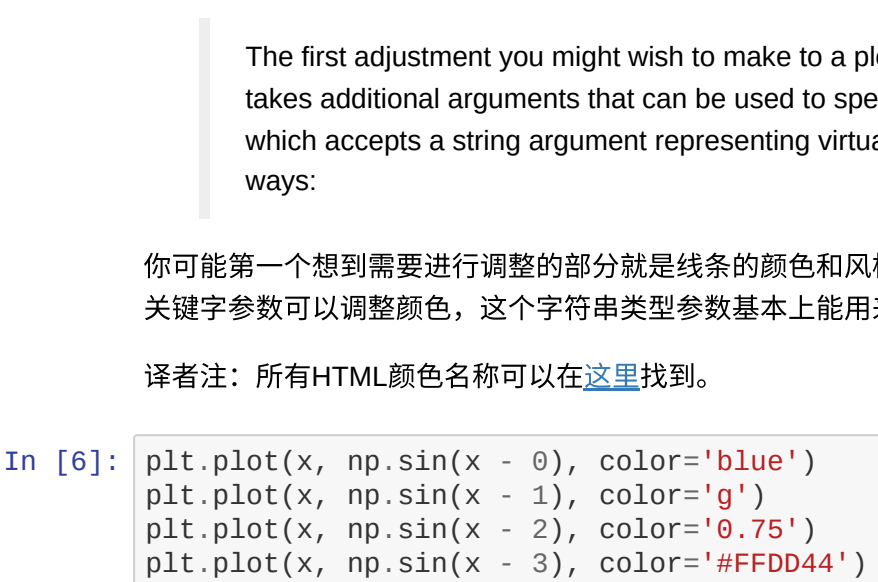 The first adjustment you might wish to make to a
takes additional arguments that can be used to
which accepts a string argument representing
ways:
你可能第一个想到需要进行调整的部分就是线条的颜色和风
关键字参数可以调整颜色，这个字符串类型参数基本上能用
译者注：所有HTML颜色名称可以在这里找到。
In [6]: plt.plot(x, np.sin(x - 0), color='blue')
plt.plot(x, np.sin(x - 1), color='g')
plt.plot(x, np.sin(x - 2), color='0.75')
plt.plot(x, np.sin(x - 3), color='#FFDD44')